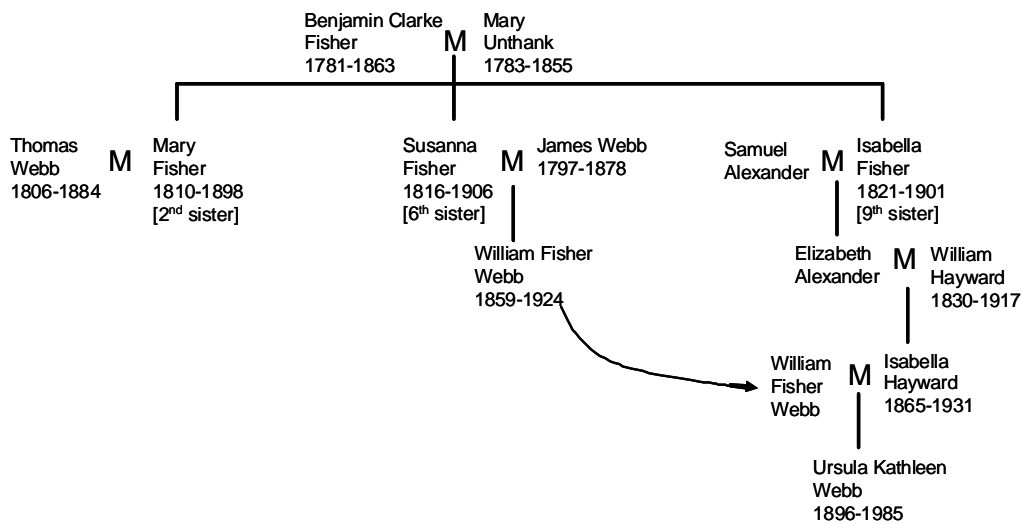 Benjamin Clarke
Fisher
1781-1863
M
Mary
Unthank
1783-1855
Thomas
Webb
1806-1884
M
Mary
Fisher
1810-1898
[2nd sister]
Susanna
Fisher
1816-1906
[6th sister]
M
James Webb
1797-1878
Samuel
Alexander
M
Isabella
Fisher
1821-1901
[9th sister]
William Fisher
Webb
1859-1924
Elizabeth
Alexander
M
William
Hayward
1830-1917
William
Fisher
Webb
M
Isabella
Hayward
1865-1931
Ursula Kathleen
Webb
1896-1985